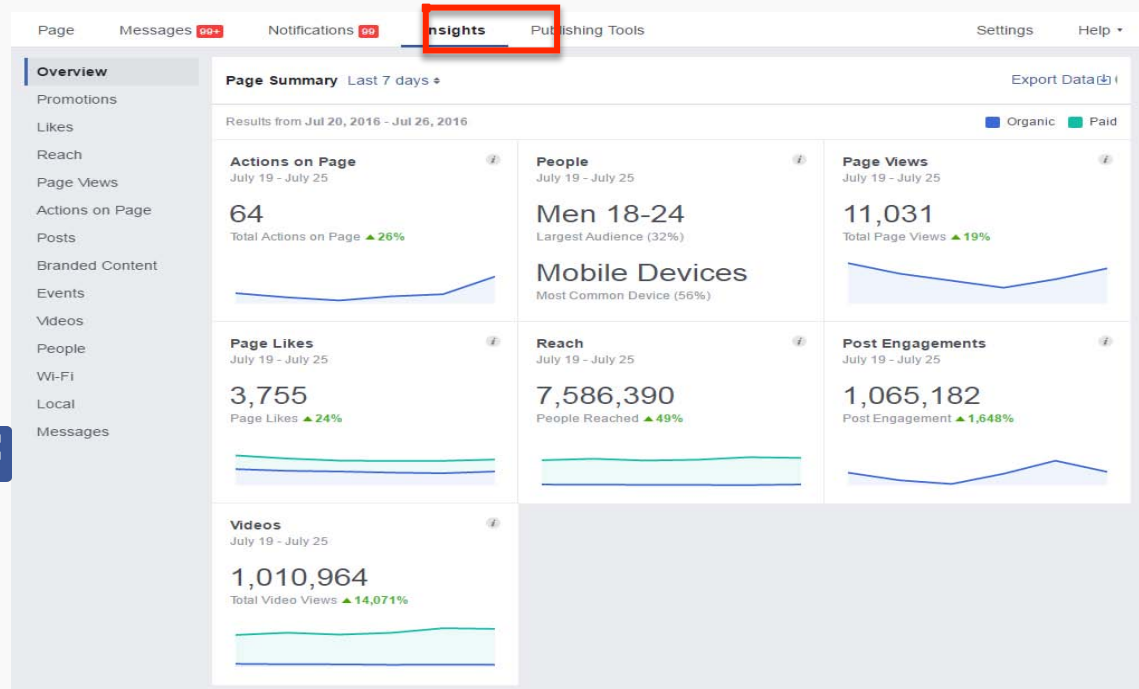 Page Messages 99+ Notifications 99 Insights Publishing Tools Settings Help
Overview
Promotions
Likes
Reach
Page Views
Actions on Page
Posts
Branded Content
Events
Videos
People
Wi-Fi
Local
Messages
Page Summary Last 7 days Export Data
Results from Jul 20, 2016 - Jul 26, 2016 Organic Paid
Actions on Page
July 19 - July 25
64
Total Actions on Page ▲ 26%
People
July 19 - July 25
Men 18-24
Largest Audience (32%)
Mobile Devices
Most Common Device (56%)
Page Views
July 19 - July 25
11,031
Total Page Views ▲ 19%
Page Likes
July 19 - July 25
3,755
Page Likes ▲ 24%
Reach
July 19 - July 25
7,586,390
People Reached ▲ 49%
Post Engagements
July 19 - July 25
1,065,182
Post Engagement ▲ 1,648%
Videos
July 19 - July 25
1,010,964
Total Video Views ▲ 14,071%